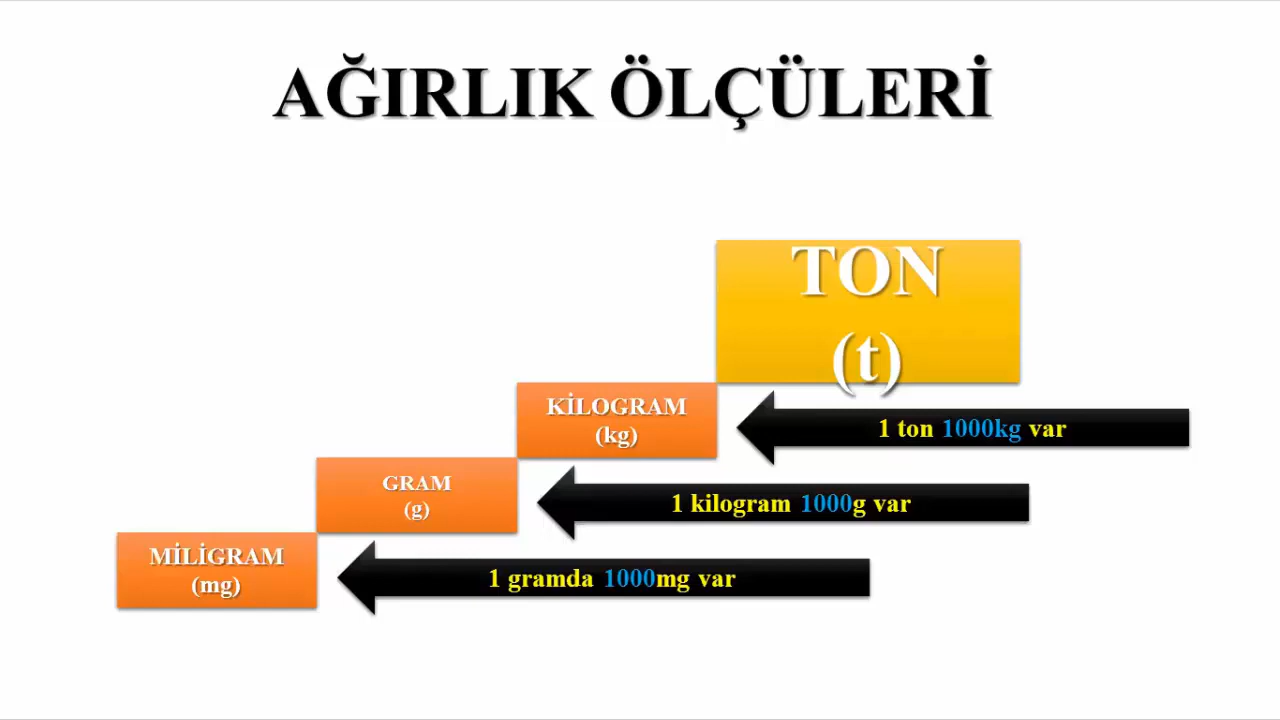 AĞIRLIK ÖLÇÜLERİ
TON
(t)
KİLOGRAM
(kg)
1 ton 1000kg var
GRAM
(g)
1 kilogram 1000g var
MİLİGRAM
(mg)
1 gramda 1000mg var